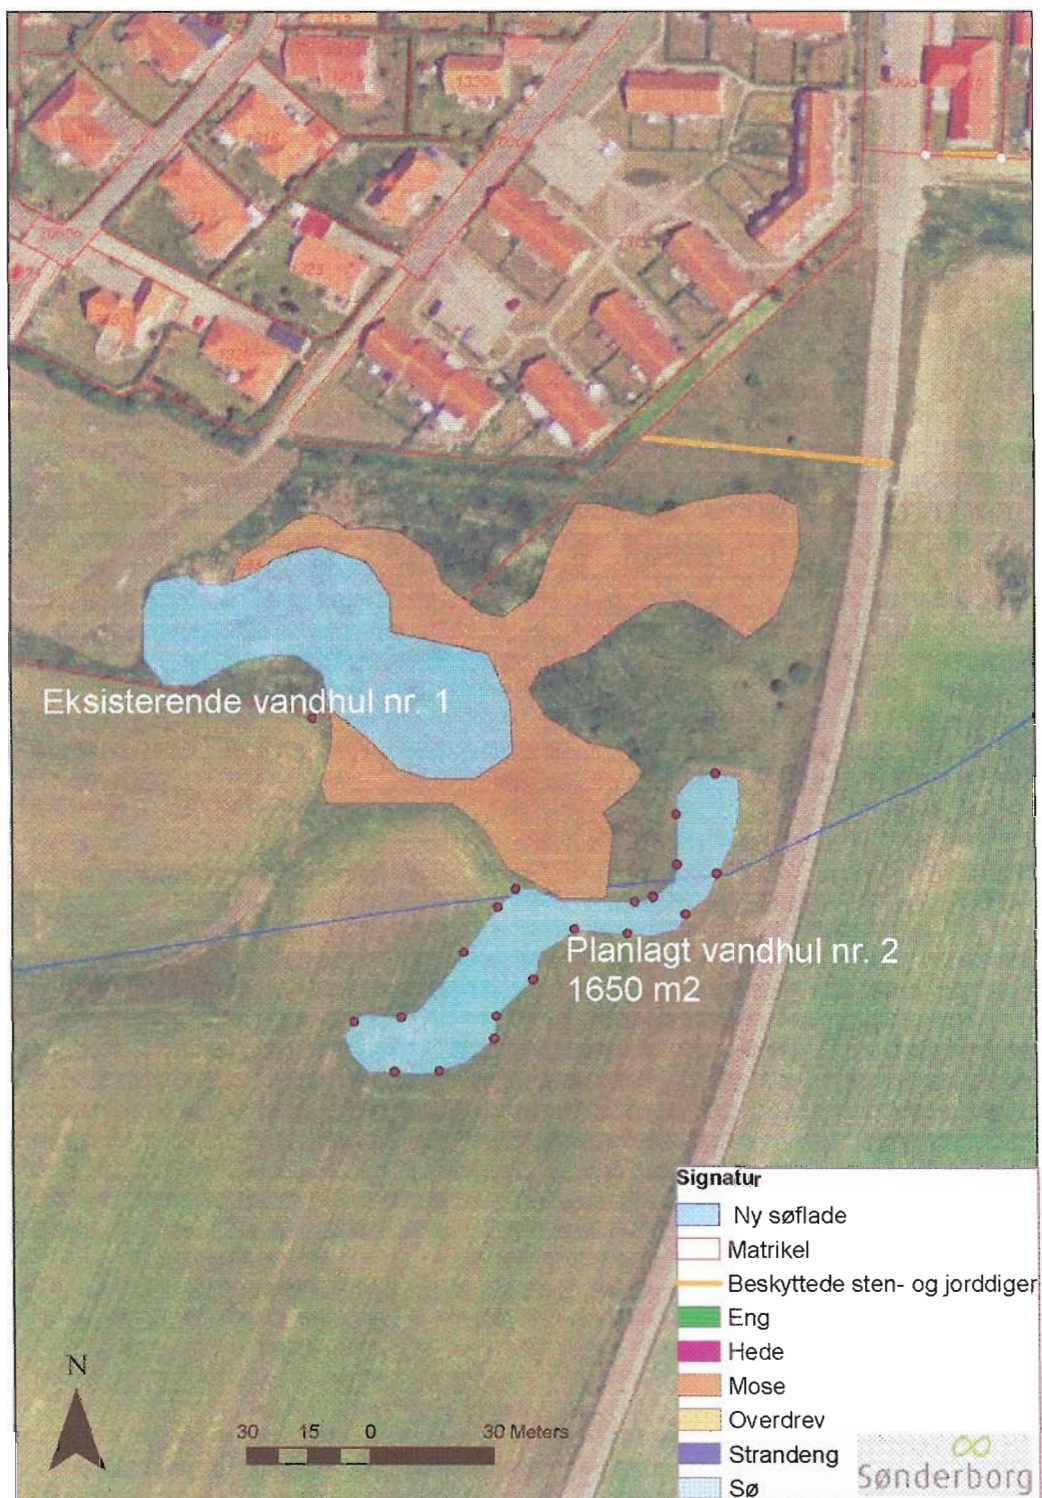 Eksisterende vandhul nr. 1
Planlagt vandhul nr. 2
1650 m2
Signatur
Ny søflade
Matrikel
Beskyttede sten- og jorddiger
Eng
Hede
Mose
Overdrev
Strandeng
Sø
N
30 15 0 30 Meters
Sønderborg